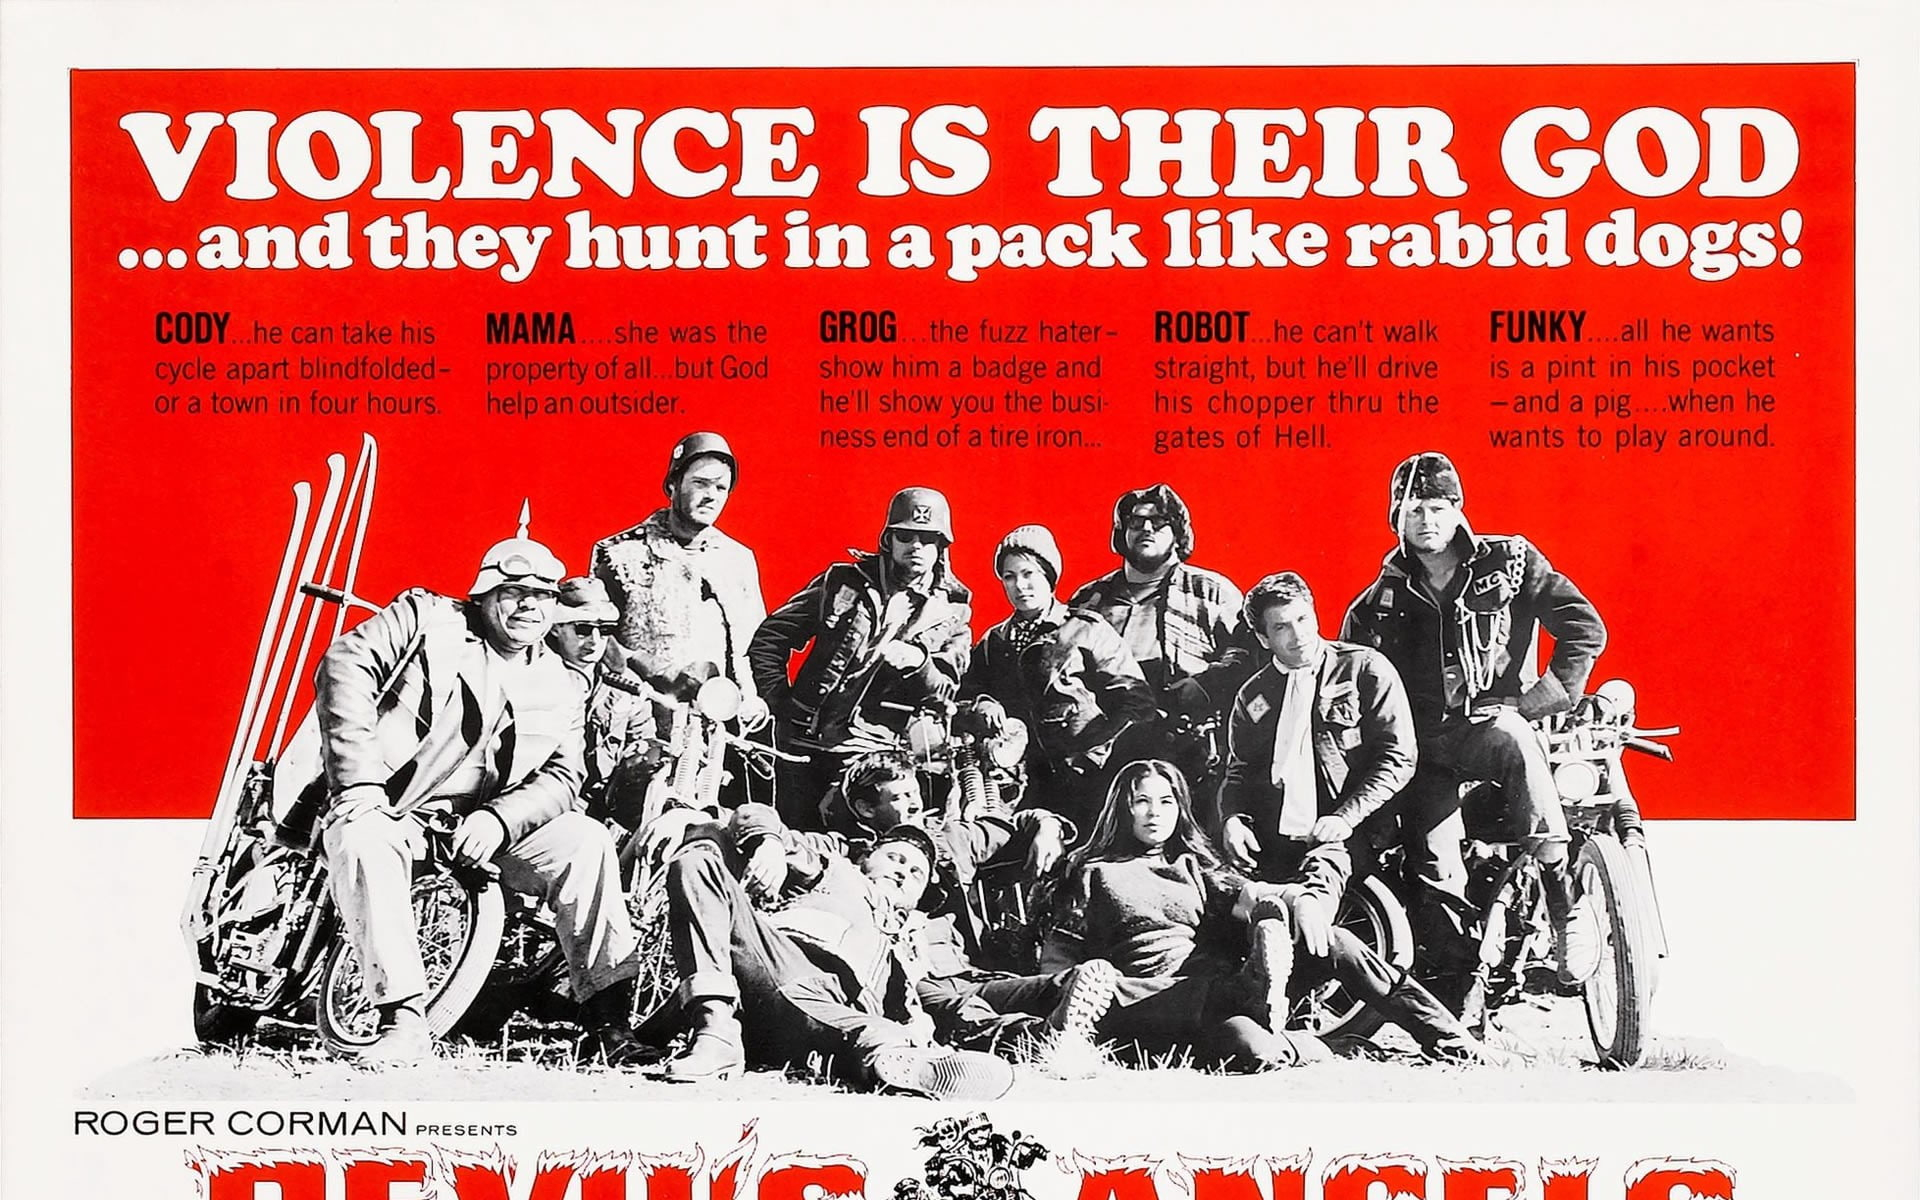 VIOLENCE IS THEIR GOD
...and they hunt in a pack like rabid dogs!
CODY...he can take his
cycle apart blindfolded–
or a town in four hours.
MAMA....she was the
property of all...but God
help an outsider.
GROG...the fuzz hater–
show him a badge and
he'll show you the busi-
ness end of a tire iron...
ROBOT...he can't walk
straight, but he'll drive
his chopper thru the
gates of Hell.
FUNKY....all he wants
is a pint in his pocket
–and a pig....when he
wants to play around.
MC
ROGER CORMAN PRESENTS
DEVIL'S ANGELS